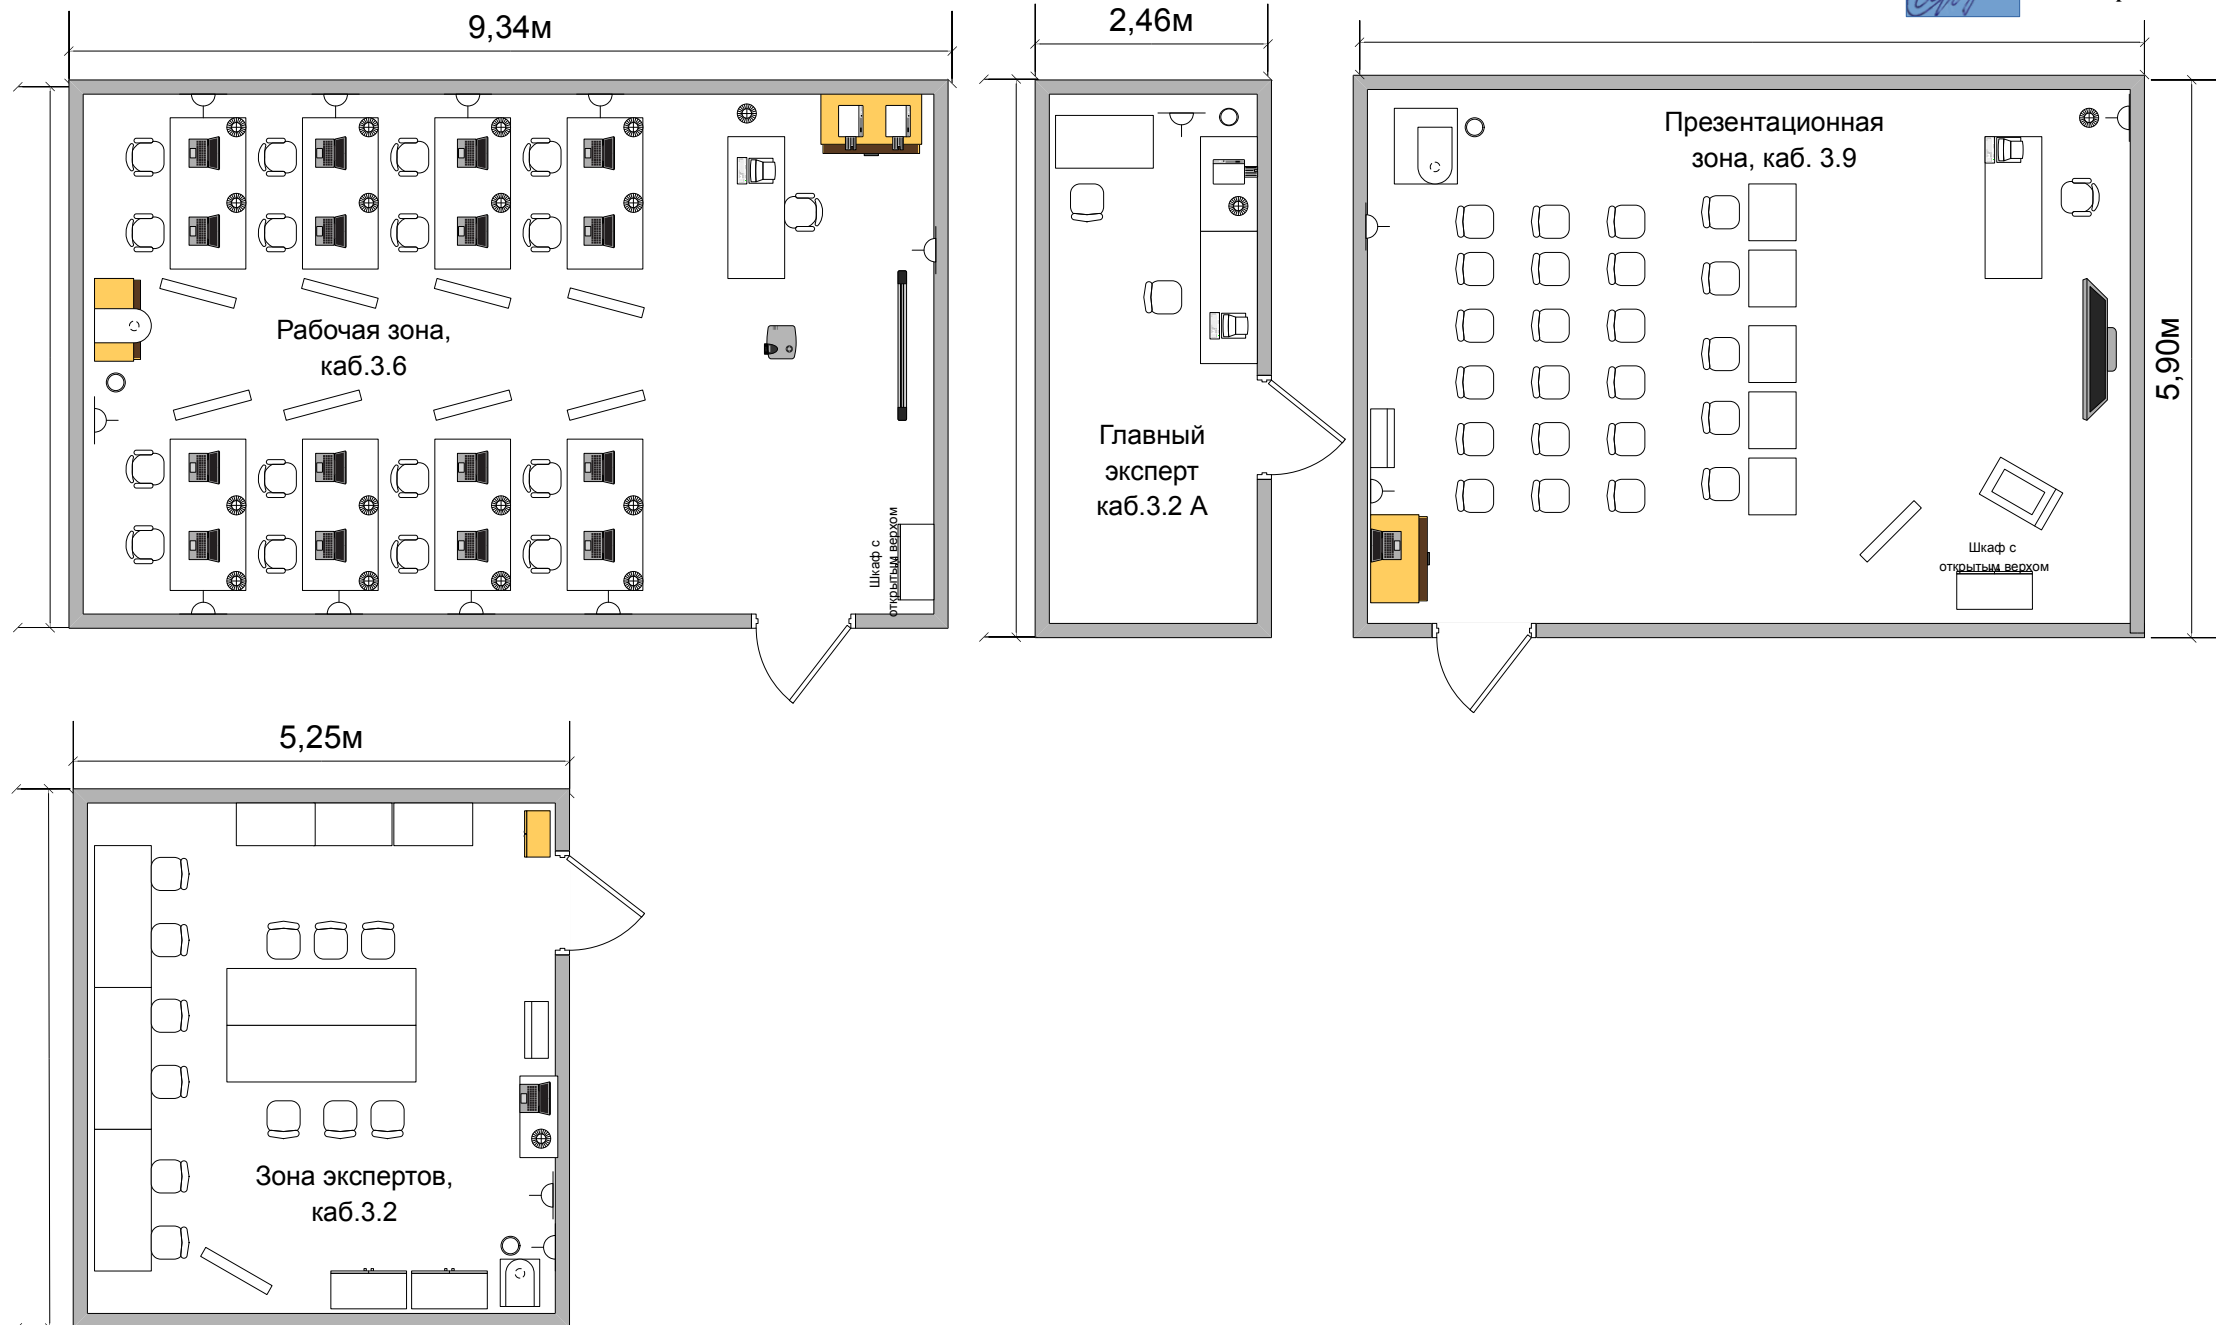 9,34м
2,46м
Рабочая зона,
каб.3.6
Шкаф с
открытым верхом
Главный
эксперт
каб.3.2 А
Презентационная
зона, каб. 3.9
5,90м
Шкаф с
открытым верхом
5,25м
Зона экспертов,
каб.3.2